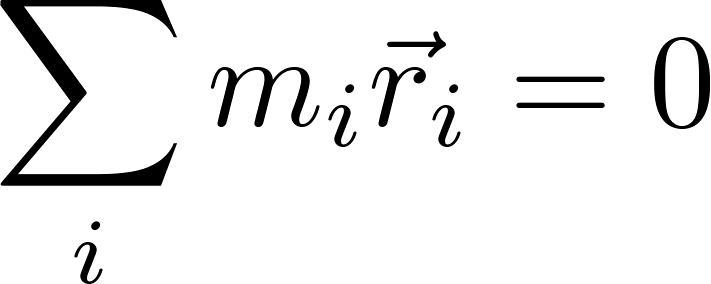 $$\sum_i m_i \vec{r}_i = 0$$